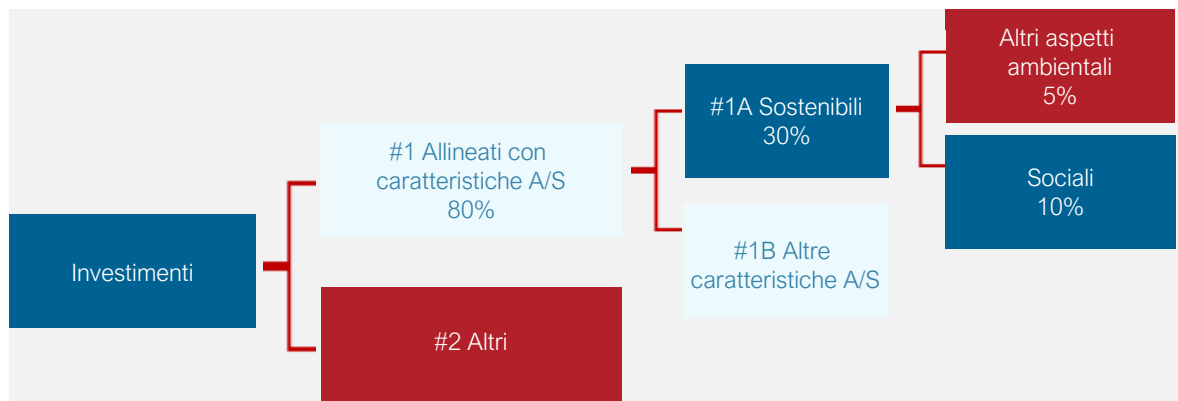 Investimenti
#1 Allineati con
caratteristiche A/S
80%
#2 Altri
#1A Sostenibili
30%
#1B Altre
caratteristiche A/S
Altri aspetti
ambientali
5%
Sociali
10%